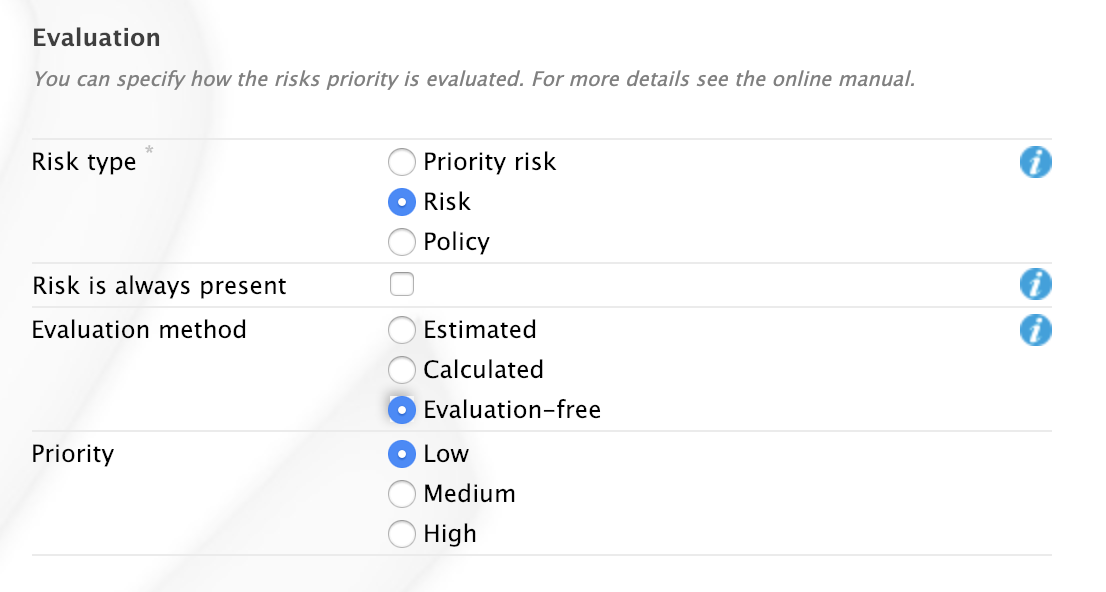 Evaluation
You can specify how the risks priority is evaluated. For more details see the online manual.
Risk type *
Priority risk
Risk
Policy
Risk is always present
Evaluation method
Estimated
Calculated
Evaluation-free
Priority
Low
Medium
High